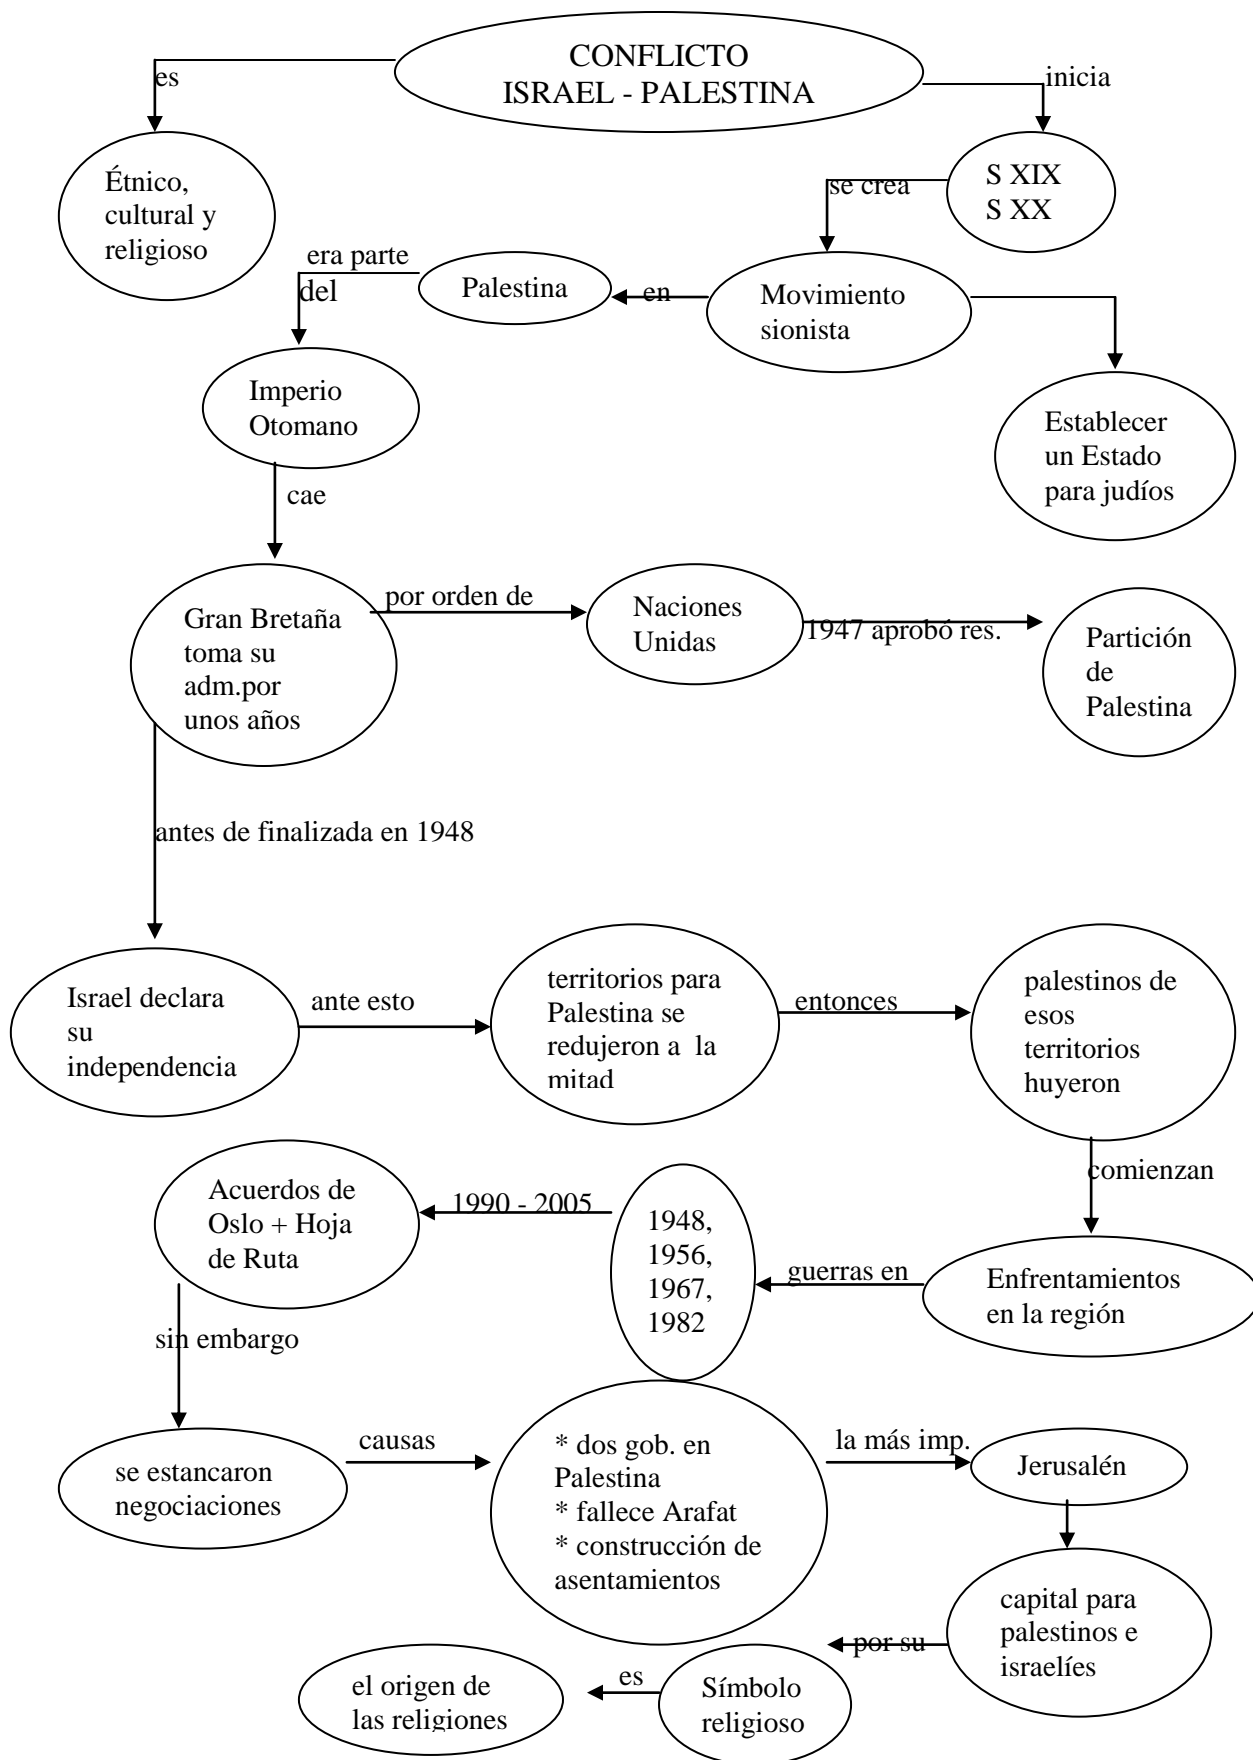 CONFLICTO
ISRAEL - PALESTINA
es
inicia
Étnico,
cultural y
religioso
S XIX
S XX
se crea
era parte
del
Palestina
en
Movimiento
sionista
Imperio
Otomano
Establecer
un Estado
para judíos
cae
Gran Bretaña
toma su
adm.por
unos años
por orden de
Naciones
Unidas
1947 aprobó res.
Partición
de
Palestina
antes de finalizada en 1948
Israel declara
su
independencia
ante esto
territorios para
Palestina se
redujeron a la
mitad
entonces
palestinos de
esos
territorios
huyeron
comienzan
Enfrentamientos
en la región
guerras en
1948,
1956,
1967,
1982
1990 - 2005
Acuerdos de
Oslo + Hoja
de Ruta
sin embargo
se estancaron
negociaciones
causas
* dos gob. en
Palestina
* fallece Arafat
* construcción de
asentamientos
la más imp.
Jerusalén
capital para
palestinos e
israelíes
por su
Símbolo
religioso
es
el origen de
las religiones